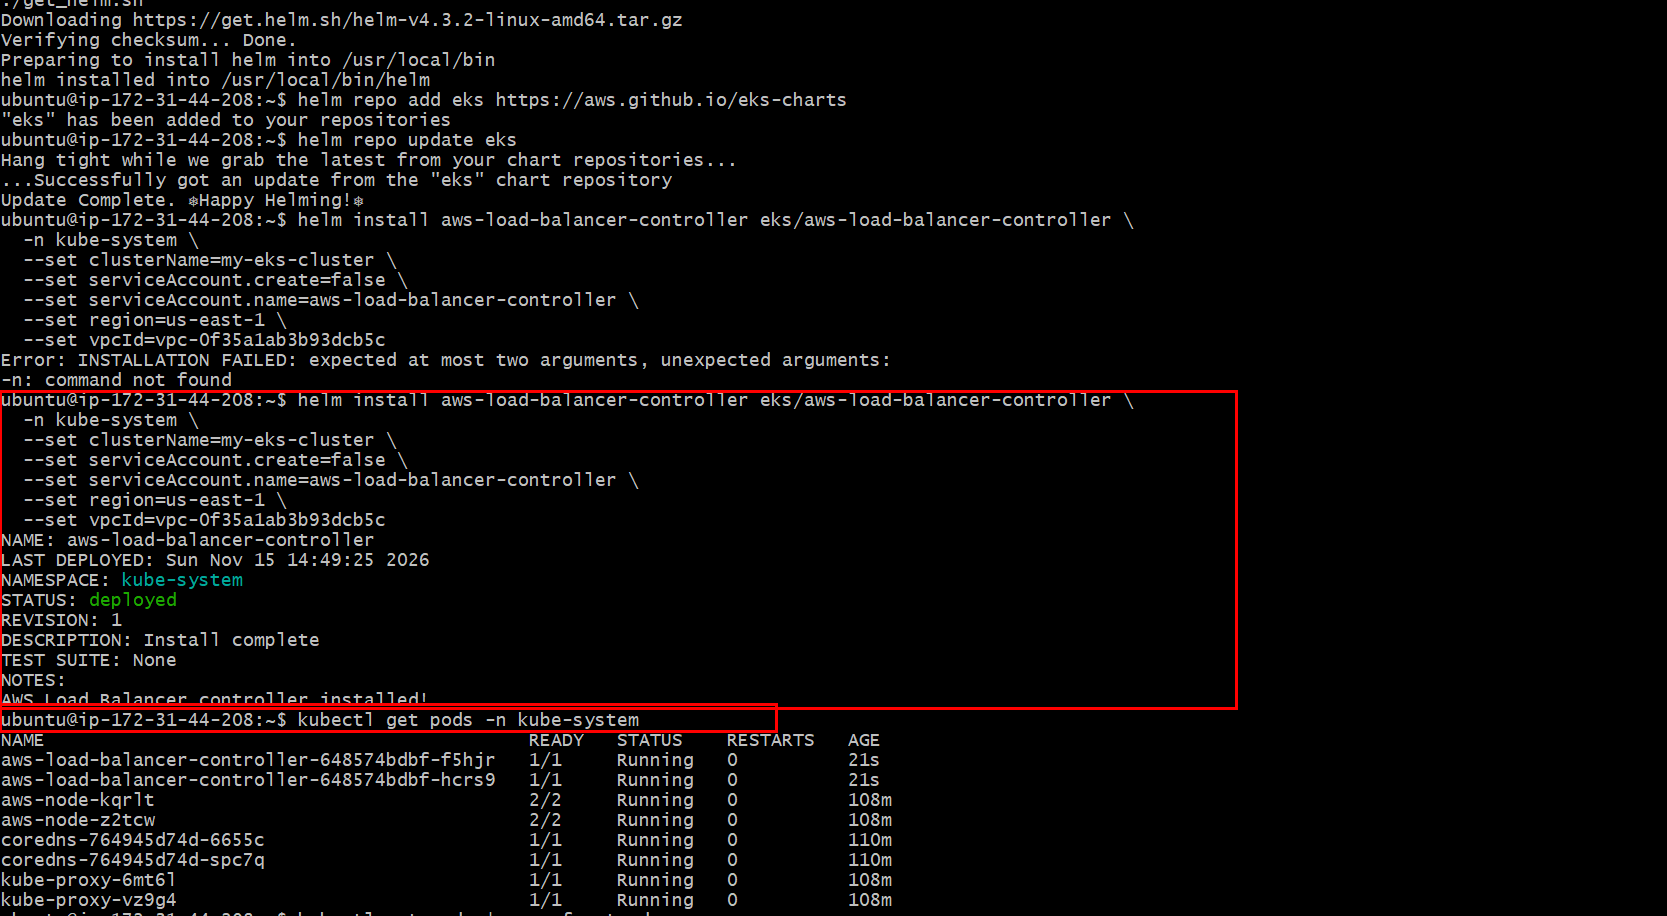 ./get_helm.sh
Downloading https://get.helm.sh/helm-v4.3.2-linux-amd64.tar.gz
Verifying checksum... Done.
Preparing to install helm into /usr/local/bin
helm installed into /usr/local/bin/helm
ubuntu@ip-172-31-44-208:~$ helm repo add eks https://aws.github.io/eks-charts
"eks" has been added to your repositories
ubuntu@ip-172-31-44-208:~$ helm repo update eks
Hang tight while we grab the latest from your chart repositories...
...Successfully got an update from the "eks" chart repository
Update Complete. ⎈Happy Helming!⎈
ubuntu@ip-172-31-44-208:~$ helm install aws-load-balancer-controller eks/aws-load-balancer-controller \
  -n kube-system \
  --set clusterName=my-eks-cluster \
  --set serviceAccount.create=false \
  --set serviceAccount.name=aws-load-balancer-controller \
  --set region=us-east-1 \
  --set vpcId=vpc-0f35a1ab3b93dcb5c
Error: INSTALLATION FAILED: expected at most two arguments, unexpected arguments:
-n: command not found
ubuntu@ip-172-31-44-208:~$ helm install aws-load-balancer-controller eks/aws-load-balancer-controller \
  -n kube-system \
  --set clusterName=my-eks-cluster \
  --set serviceAccount.create=false \
  --set serviceAccount.name=aws-load-balancer-controller \
  --set region=us-east-1 \
  --set vpcId=vpc-0f35a1ab3b93dcb5c
NAME: aws-load-balancer-controller
LAST DEPLOYED: Sun Nov 15 14:49:25 2026
NAMESPACE: kube-system
STATUS: deployed
REVISION: 1
DESCRIPTION: Install complete
TEST SUITE: None
NOTES:
AWS Load Balancer controller installed!
ubuntu@ip-172-31-44-208:~$ kubectl get pods -n kube-system
NAME                                            READY   STATUS    RESTARTS   AGE
aws-load-balancer-controller-648574bdbf-f5hjr   1/1     Running   0          21s
aws-load-balancer-controller-648574bdbf-hcrs9   1/1     Running   0          21s
aws-node-kqrlt                                  2/2     Running   0          108m
aws-node-z2tcw                                  2/2     Running   0          108m
coredns-764945d74d-6655c                        1/1     Running   0          110m
coredns-764945d74d-spc7q                        1/1     Running   0          110m
kube-proxy-6mt6l                                1/1     Running   0          108m
kube-proxy-vz9g4                                1/1     Running   0          108m